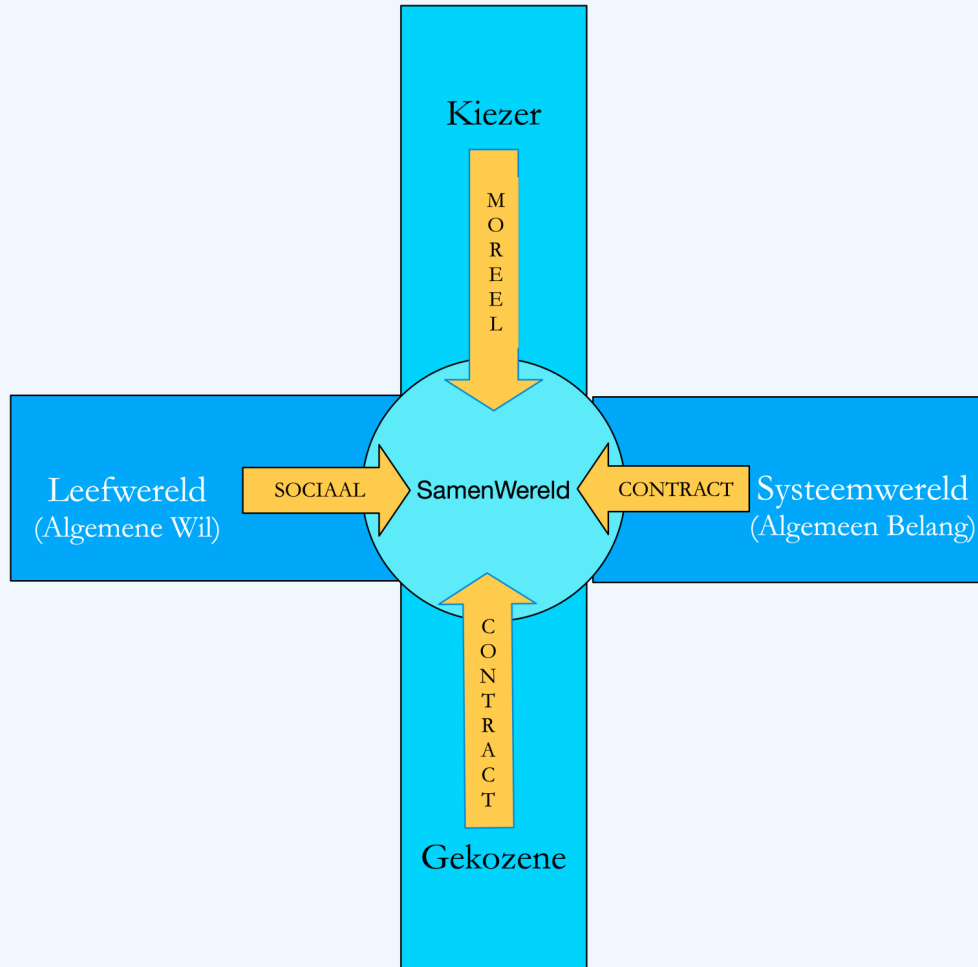 Kiezer
MOREEL
Leefwereld
(Algemene Wil)
SOCIAAL
SamenWereld
CONTRACT
Systeemwereld
(Algemeen Belang)
CONTRACT
Gekozene